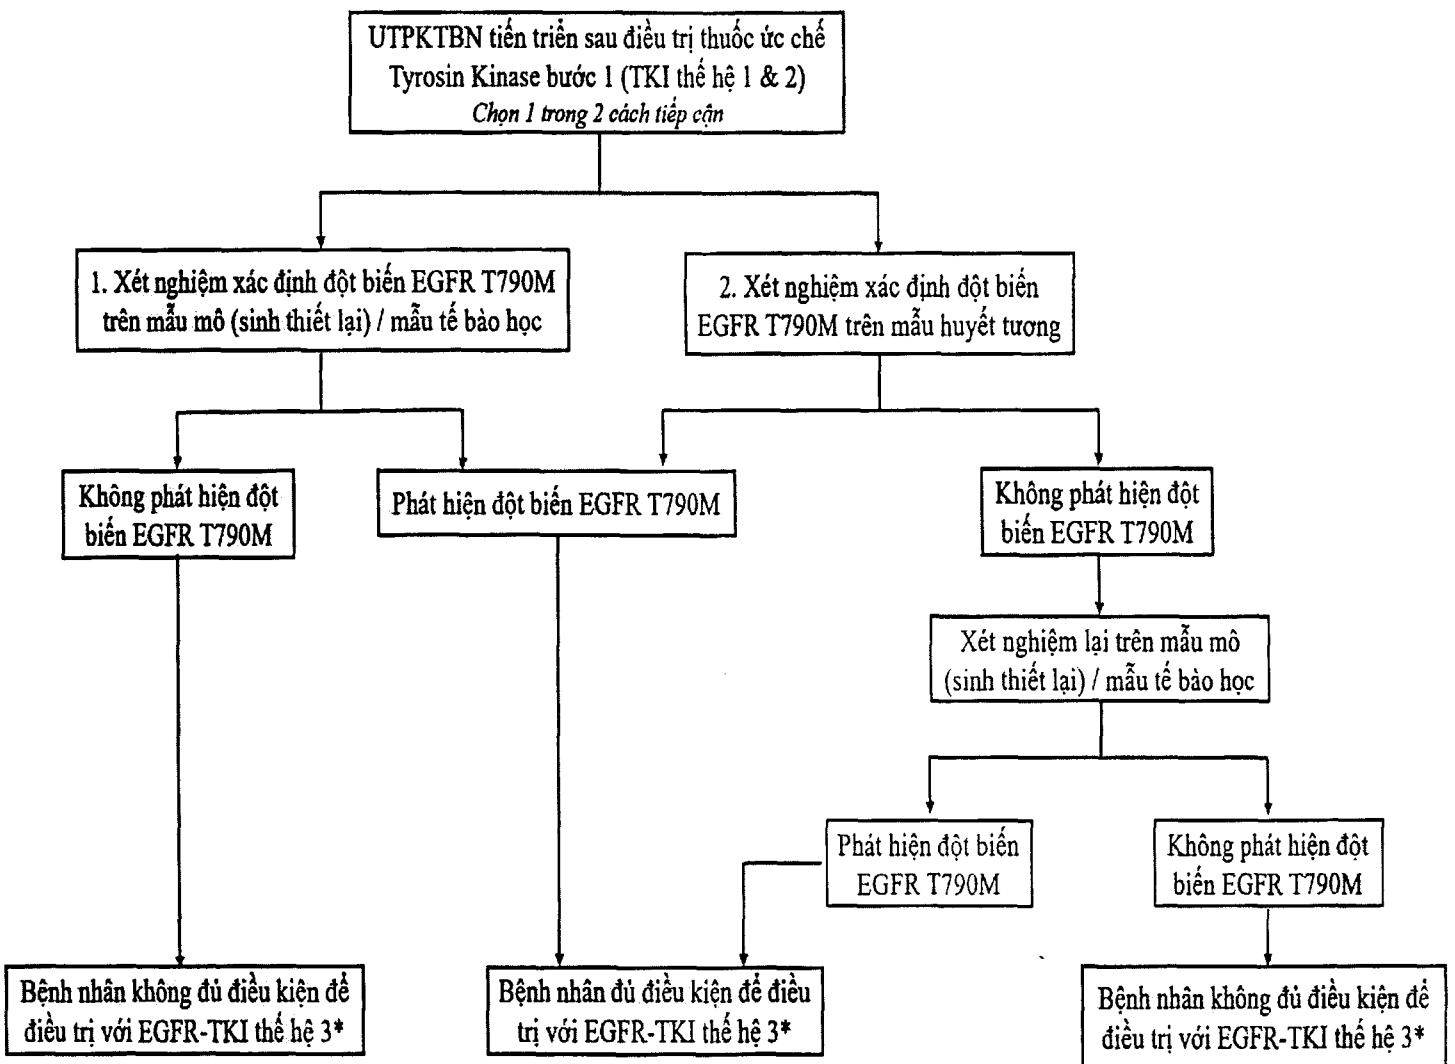 UTPKTBN tiến triển sau điều trị thuốc ức chế
Tyrosin Kinase bước 1 (TKI thế hệ 1 & 2)
Chọn 1 trong 2 cách tiếp cận
1. Xét nghiệm xác định đột biến EGFR T790M
trên mẫu mô (sinh thiết lại) / mẫu tế bào học
2. Xét nghiệm xác định đột biến
EGFR T790M trên mẫu huyết tương
Không phát hiện đột
biến EGFR T790M
Phát hiện đột biến EGFR T790M
Không phát hiện đột
biến EGFR T790M
Xét nghiệm lại trên mẫu mô
(sinh thiết lại) / mẫu tế bào học
Phát hiện đột biến
EGFR T790M
Không phát hiện đột
biến EGFR T790M
Bệnh nhân không đủ điều kiện để
điều trị với EGFR-TKI thế hệ 3*
Bệnh nhân đủ điều kiện để điều
trị với EGFR-TKI thế hệ 3*
Bệnh nhân không đủ điều kiện để
điều trị với EGFR-TKI thế hệ 3*